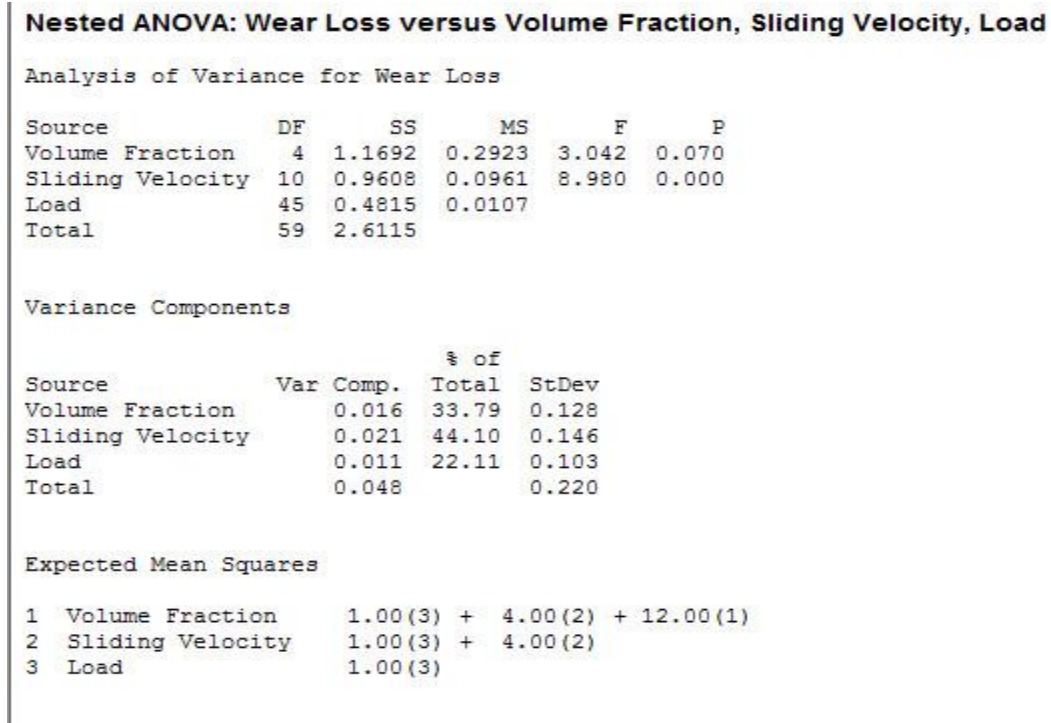 Nested ANOVA: Wear Loss versus Volume Fraction, Sliding Velocity, Load
Analysis of Variance for Wear Loss
Source DF SS MS F P
Volume Fraction 4 1.1692 0.2923 3.042 0.070
Sliding Velocity 10 0.9608 0.0961 8.980 0.000
Load 45 0.4815 0.0107
Total 59 2.6115
Variance Components
% of
Source Var Comp. Total StDev
Volume Fraction 0.016 33.79 0.128
Sliding Velocity 0.021 44.10 0.146
Load 0.011 22.11 0.103
Total 0.048 0.220
Expected Mean Squares
1 Volume Fraction 1.00(3) + 4.00(2) + 12.00(1)
2 Sliding Velocity 1.00(3) + 4.00(2)
3 Load 1.00(3)